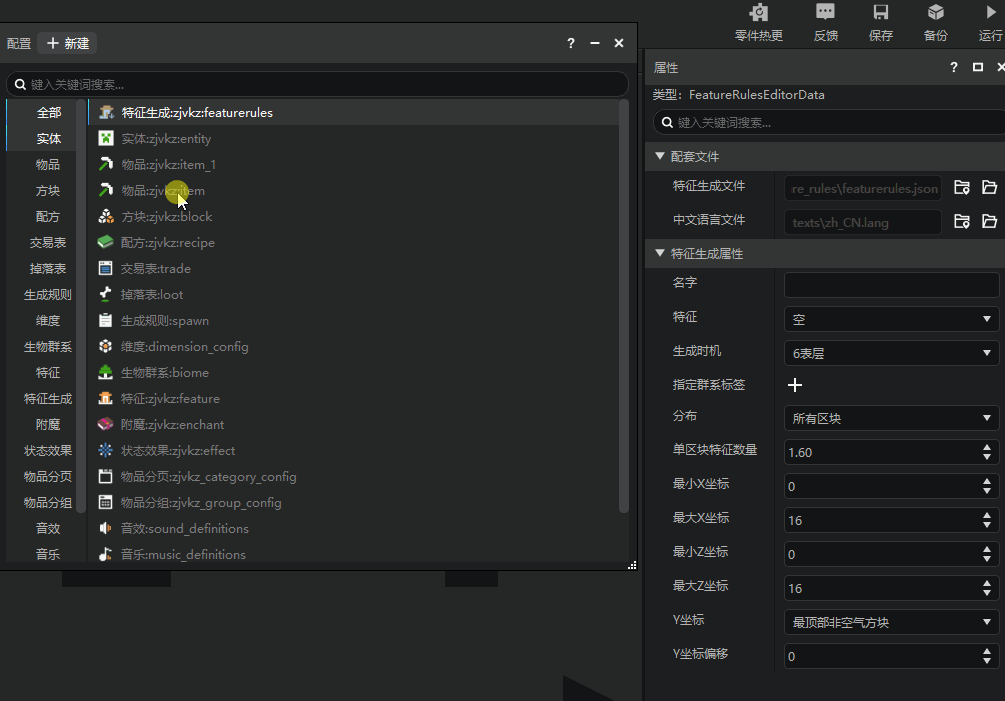 零件热更 反馈 保存 备份 运行
配置 新建 ?
键入关键词搜索...
全部
实体
物品
方块
配方
交易表
掉落表
生成规则
维度
生物群系
特征
特征生成
附魔
状态效果
物品分页
物品分组
音效
音乐
特征生成:zjvkz:featurerules
实体:zjvkz:entity
物品:zjvkz:item_1
物品:zjvkz:item
方块:zjvkz:block
配方:zjvkz:recipe
交易表:trade
掉落表:loot
生成规则:spawn
维度:dimension_config
生物群系:biome
特征:zjvkz:feature
附魔:zjvkz:enchant
状态效果:zjvkz:effect
物品分页:zjvkz_category_config
物品分组:zjvkz_group_config
音效:sound_definitions
音乐:music_definitions
属性 ?
类型: FeatureRulesEditorData
键入关键词搜索...
配套文件
特征生成文件 re_rules\featurerules.json
中文语言文件 texts\zh_CN.lang
特征生成属性
名字
特征 空
生成时机 6表层
指定群系标签
分布 所有区块
单区块特征数量 1.60
最小X坐标 0
最大X坐标 16
最小Z坐标 0
最大Z坐标 16
Y坐标 最顶部非空气方块
Y坐标偏移 0